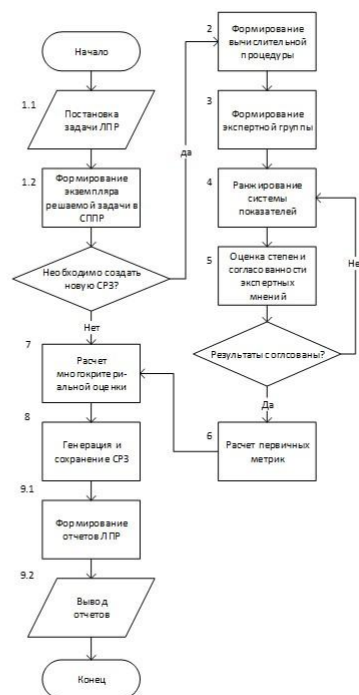 Начало
1.1
Постановка
задачи ЛПР
1.2
Формирование
экземпляра
решаемой задачи в
СППР
Необходимо создать
новую СРЗ?
да
Нет
2
Формирование
вычислительной
процедуры
3
Формирование
экспертной группы
4
Ранжирование
системы
показателей
5
Оценка степени
согласованности
экспертных
мнений
Не
Результаты соглсованы?
Да
6
Расчет первичных
метрик
7
Расчет
многокритери-
альной оценки
8
Генерация и
сохранение СРЗ
9.1
Формирование
отчетов ЛПР
9.2
Вывод
отчетов
Конец